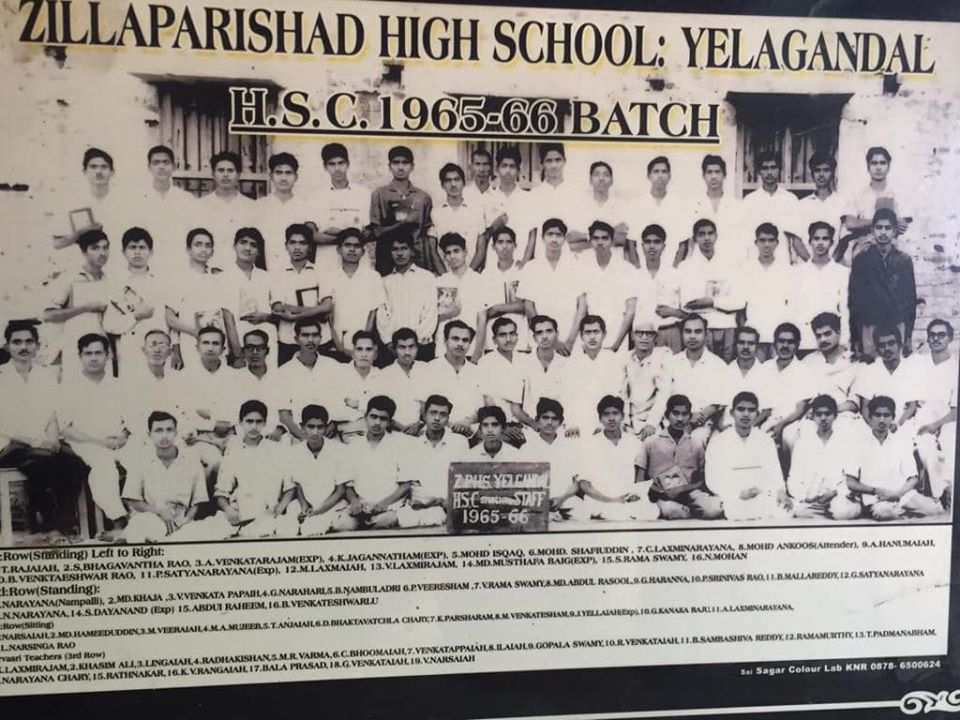 ZILLAPARISHAD HIGH SCHOOL: YELAGANDAL
H.S.C. 1965-66 BATCH
Z.P.H.S. YELGANDAL
H.S.C STAFF
1965-66
:Row(Standing) Left to Right:
T.RAJAIAH, 2.S,BHAGAVANTHA RAO, 3.A.VENKATARAJAM(EXP), 4.K.JAGANNATHAM(EXP), 5.MOHD ISQAQ, 6.MOHD. SHAFIUDDIN , 7.C.LAXMINARAYANA, 8.MOHD ANKOOS(Attender), 9.A.HANUMAIAH,
0.B. VENKTAESHWAR RAO, 11.P.SATYANARAYANA(Exp), 12.M.LAXMAIAH, 13.V.LAXMIRAJAM, 14.MD.MUSTHAFA BAIG(EXP), 15.S.RAMA SWAMY, 16.N.MOHAN
d:Row(Standing):
.NARAYANA(Nampalli), 2.MD.KHAJA ,3.V.VENKATA PAPAIH,4.G.NARAHARI,5.B.NAMBULADRI 6.P.VEERESHAM ,7.V.RAMA SWAMY,8.MD.ABDUL RASOOL,9.G.HARANNA,10.P.SRINIVAS RAO,11.B.MALLAREDDY,12.G.SATYANARAYANA
.N.NARAYANA,14.S.DAYANAND (Exp) 15.ABDUl RAHEEM, 16.B.VENKATESHWARLU
:Row(Sitting)
.NARSAIAH,2.MD.HAMEEDUDDIN,3.M.VEERAIAH,4.M.A.MUJEEB,5.T.ANJAIAH,6.D.BHAKTAVATCHLA CHARY,7.K.PARSHARAM,8.M.VENKATESHAM,9.J.YELLAIAH(Exp),10.G.KANAKA RAJU,11.A.LAXMINARAYANA,
L.NARSINGA RAO
rvasri Teachers (3rd Row)
.LAXMIRAJAM,2.KHASIM ALI,3.LINGAIAH,4.RADHAKISHAN,5.M.R.VARMA,6.C.BHOOMAIAH,7.VENKATAPPAIAH,8.ILAIAH,9.GOPALA SWAMY,10.R.VENKATAIAH,11.B.SAMBASHIVA REDDY,12.RAMAMURTHY,13.T.PADMANABHAM,
.NARAYANA CHARY,15.RATHNAKAR,16.K.V.RANGAIAH,17.BALA PRASAD,18.G.VENKATAIAH,19.V.NARSAIAH
Sai Sagar Colour Lab KNR 0878- 6500624